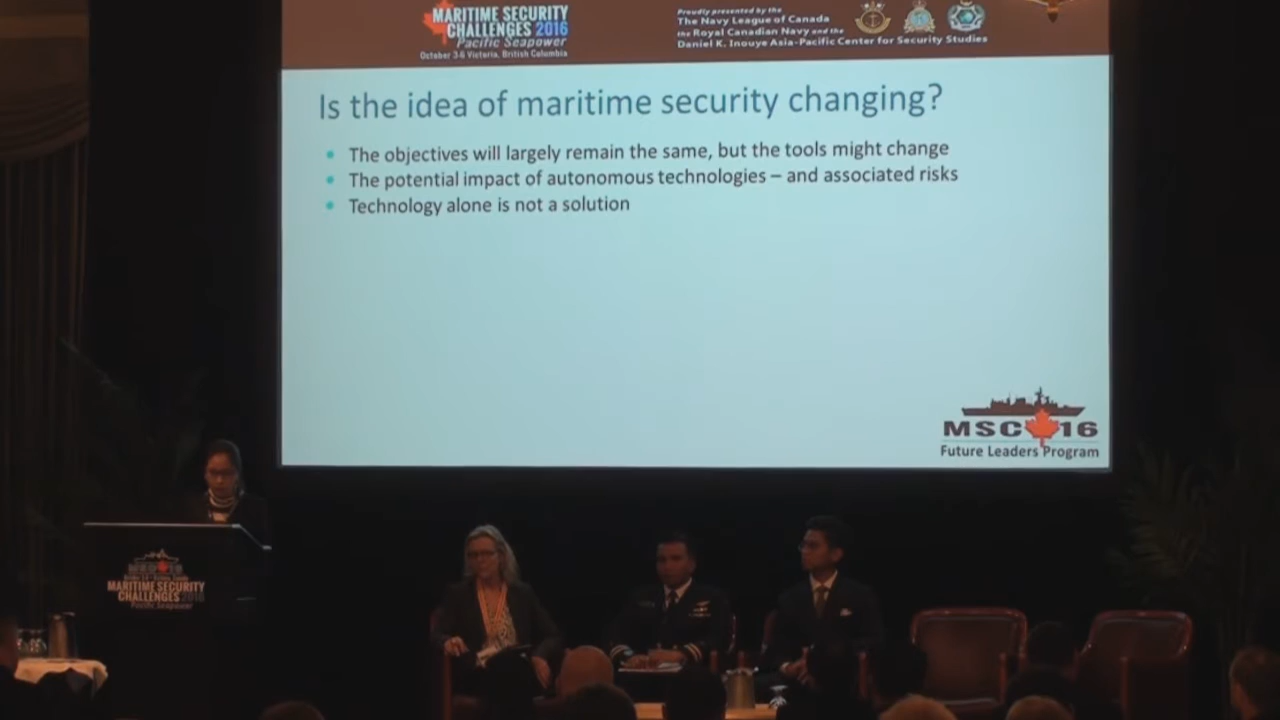 MARITIME SECURITY
CHALLENGES 2016
Pacific Seapower
October 3-6 Victoria, British Columbia
Proudly presented by the
The Navy League of Canada
the Royal Canadian Navy and the
Daniel K. Inouye Asia-Pacific Center for Security Studies
Is the idea of maritime security changing?
• The objectives will largely remain the same, but the tools might change
• The potential impact of autonomous technologies – and associated risks
• Technology alone is not a solution
MSC 16
Future Leaders Program
MARITIME SECURITY
CHALLENGES 2016
Pacific Seapower